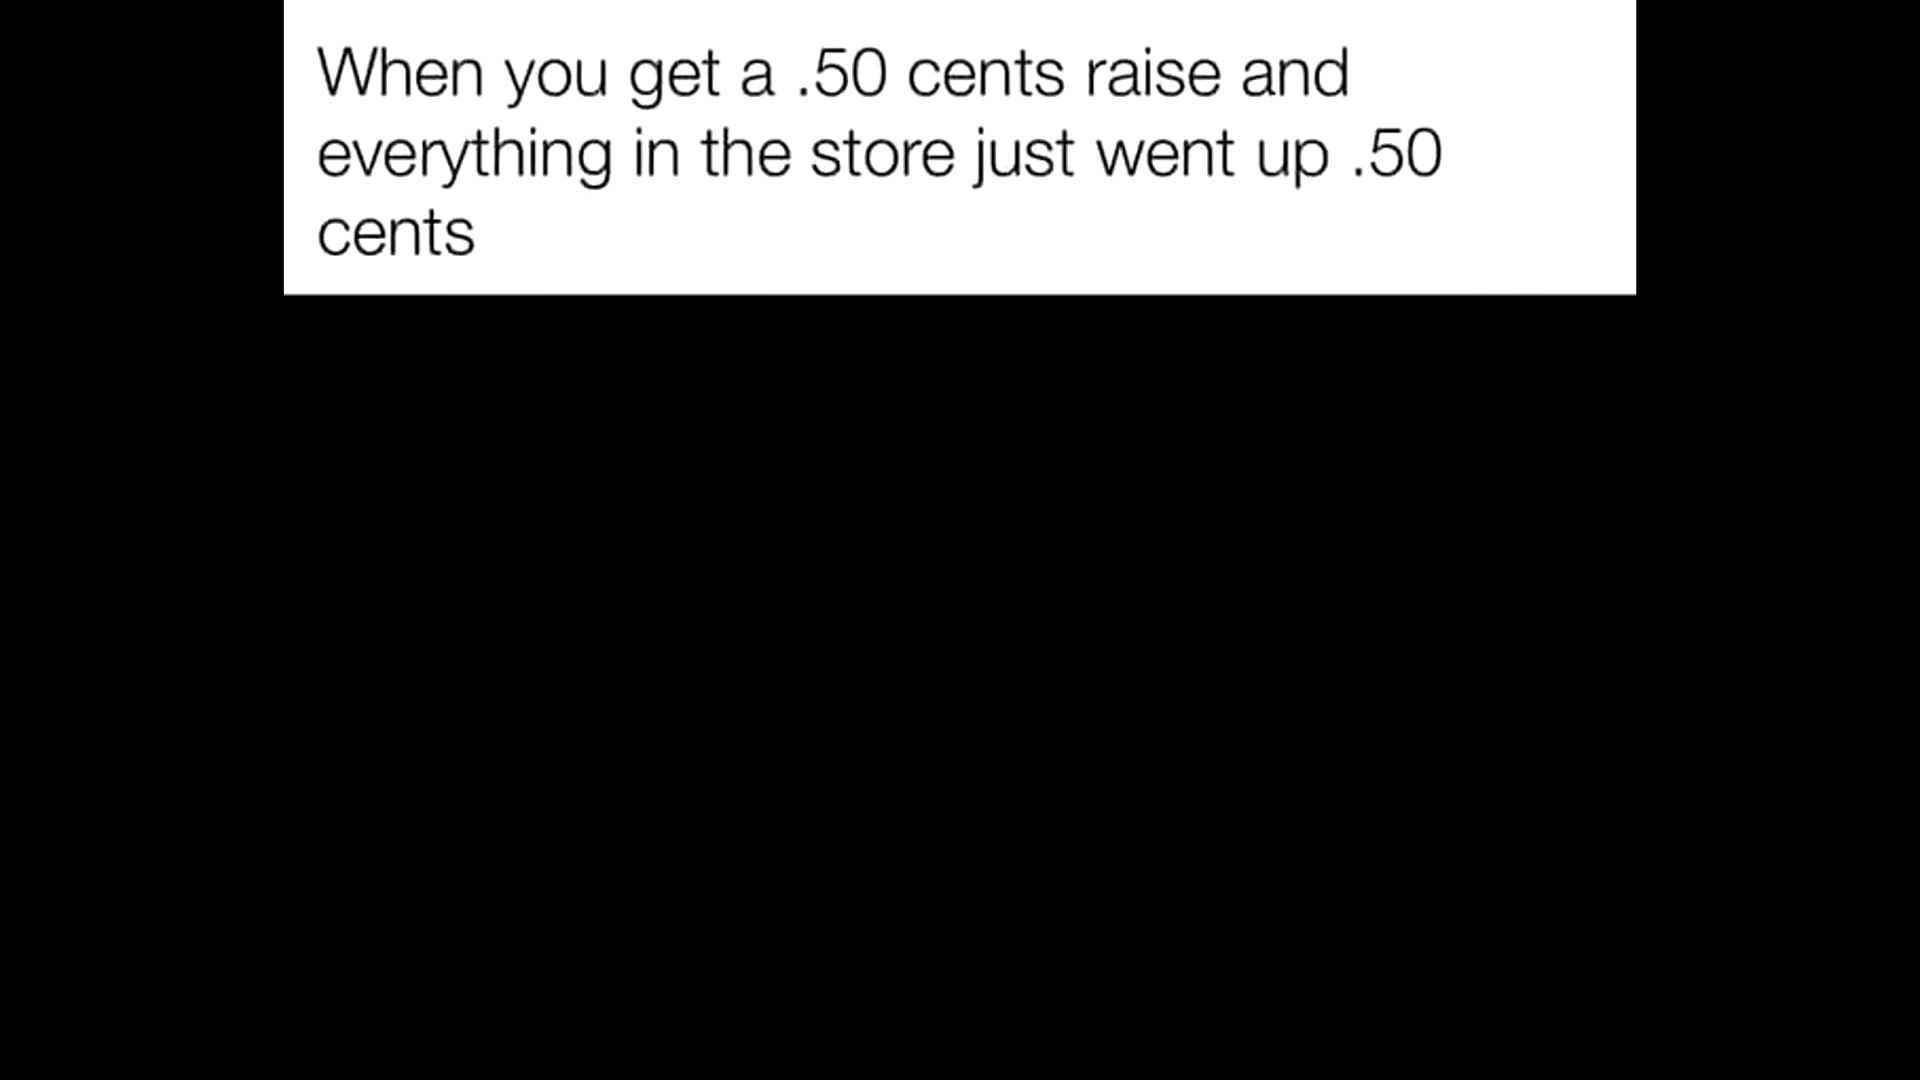 When you get a .50 cents raise and
everything in the store just went up .50
cents